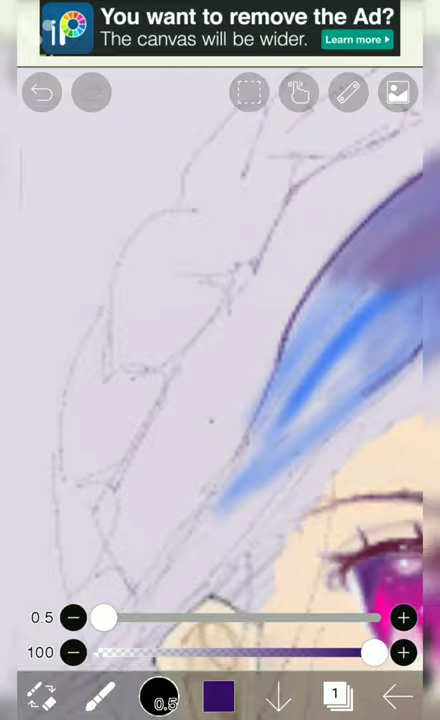 You want to remove the Ad?
The canvas will be wider.
Learn more
0.5
100
0.5
1